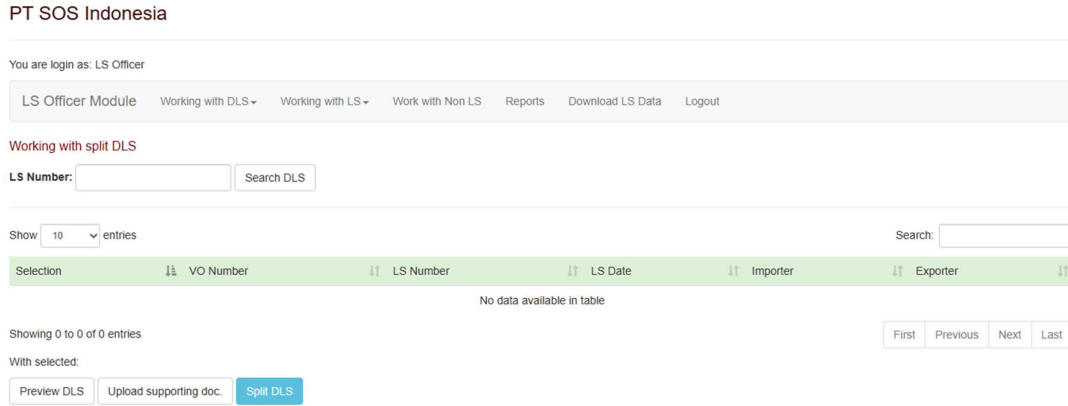 PT SOS Indonesia
You are login as: LS Officer
LS Officer Module Working with DLS Working with LS Work with Non LS Reports Download LS Data Logout
Working with split DLS
LS Number: Search DLS
Show 10 entries Search:
Selection VO Number LS Number LS Date Importer Exporter
No data available in table
Showing 0 to 0 of 0 entries First Previous Next Last
With selected:
Preview DLS Upload supporting doc. Split DLS